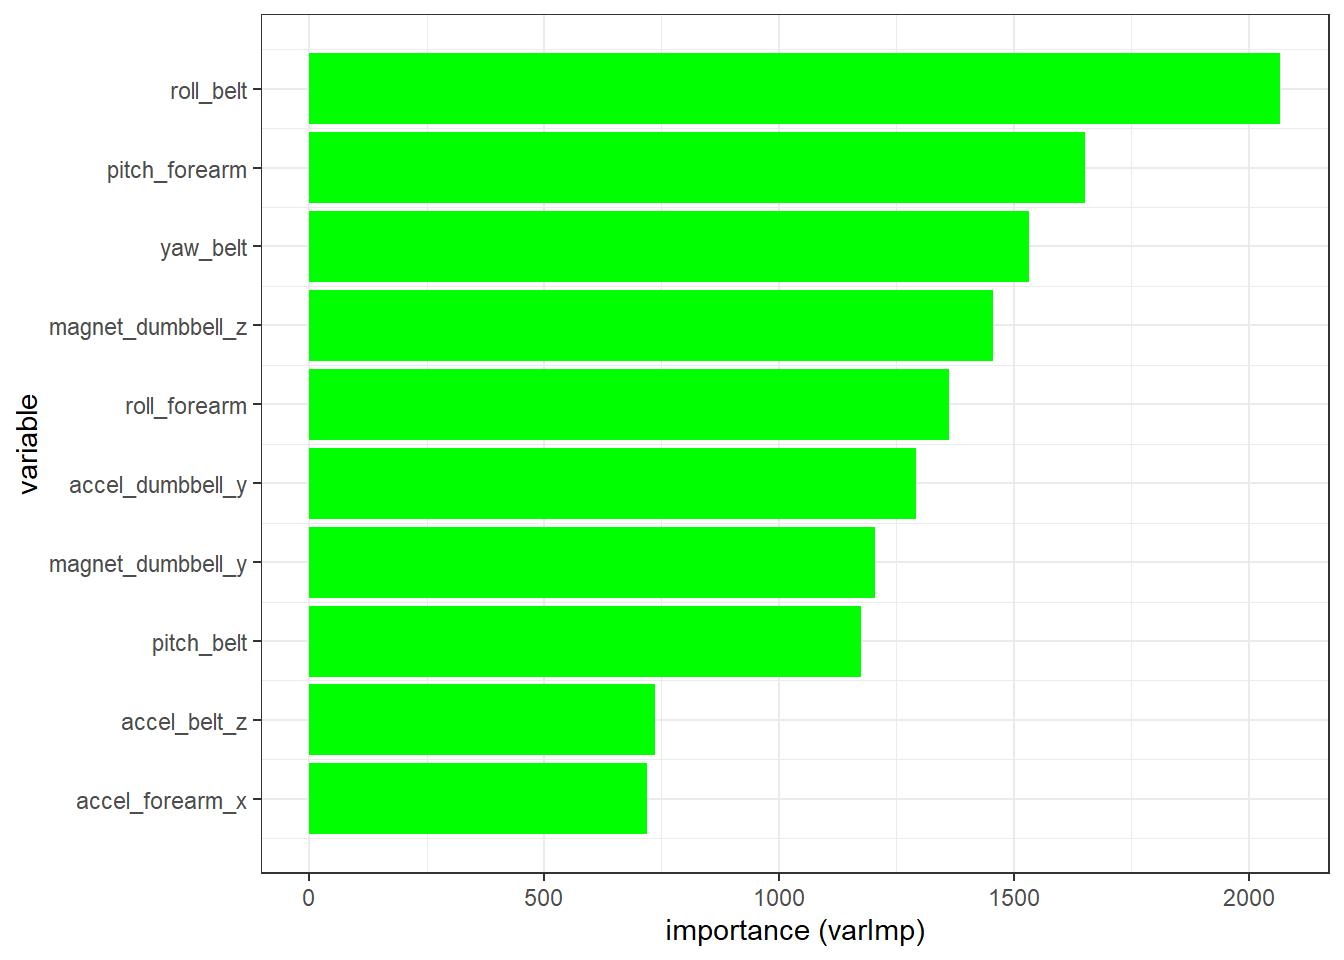 roll_belt
pitch_forearm
yaw_belt
magnet_dumbbell_z
roll_forearm
accel_dumbbell_y
magnet_dumbbell_y
pitch_belt
accel_belt_z
accel_forearm_x
variable
0 500 1000 1500 2000
importance (varImp)